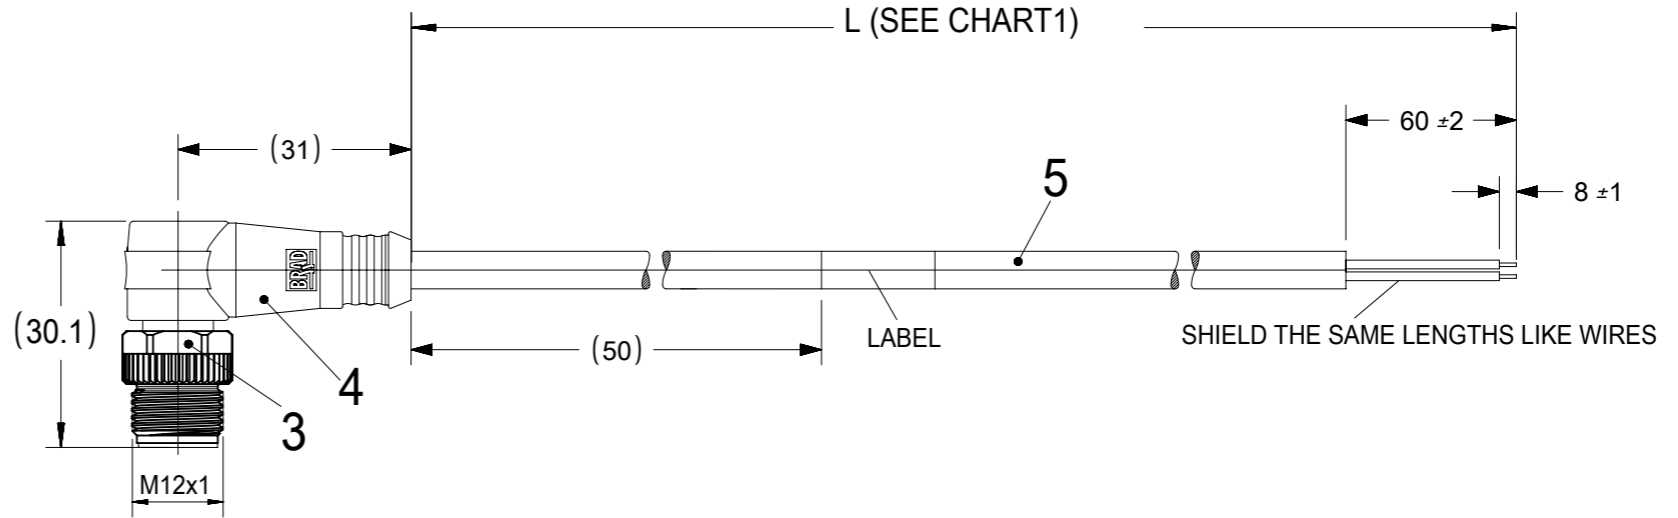 L (SEE CHART1)
60 ±2
(31)
5
8 ±1
BRAD
(30.1)
LABEL
SHIELD THE SAME LENGTHS LIKE WIRES
(50)
4
3
M12x1